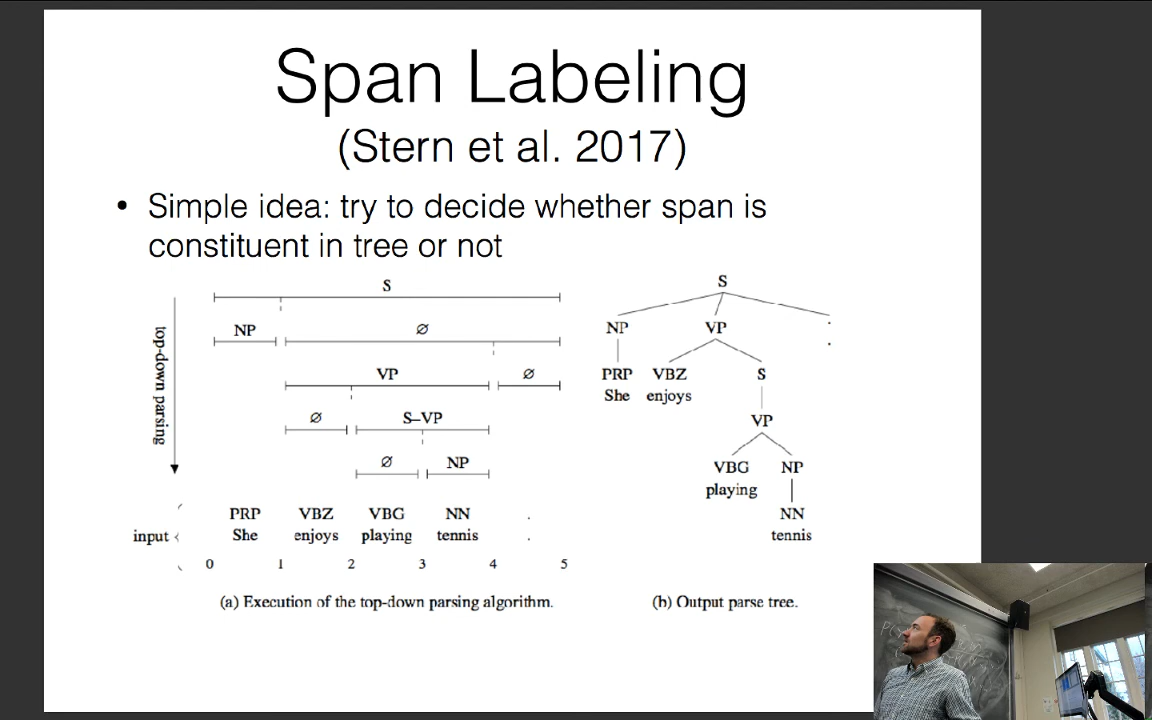 Span Labeling
(Stern et al. 2017)
• Simple idea: try to decide whether span is
constituent in tree or not
top-down parsing
S
NP ∅
VP ∅
∅ S–VP
∅ NP
PRP VBZ VBG NN .
input She enjoys playing tennis .
0 1 2 3 4 5
(a) Execution of the top-down parsing algorithm.
S
NP VP .
.
PRP VBZ S
She enjoys
VP
VBG NP
playing
NN
tennis
(b) Output parse tree.